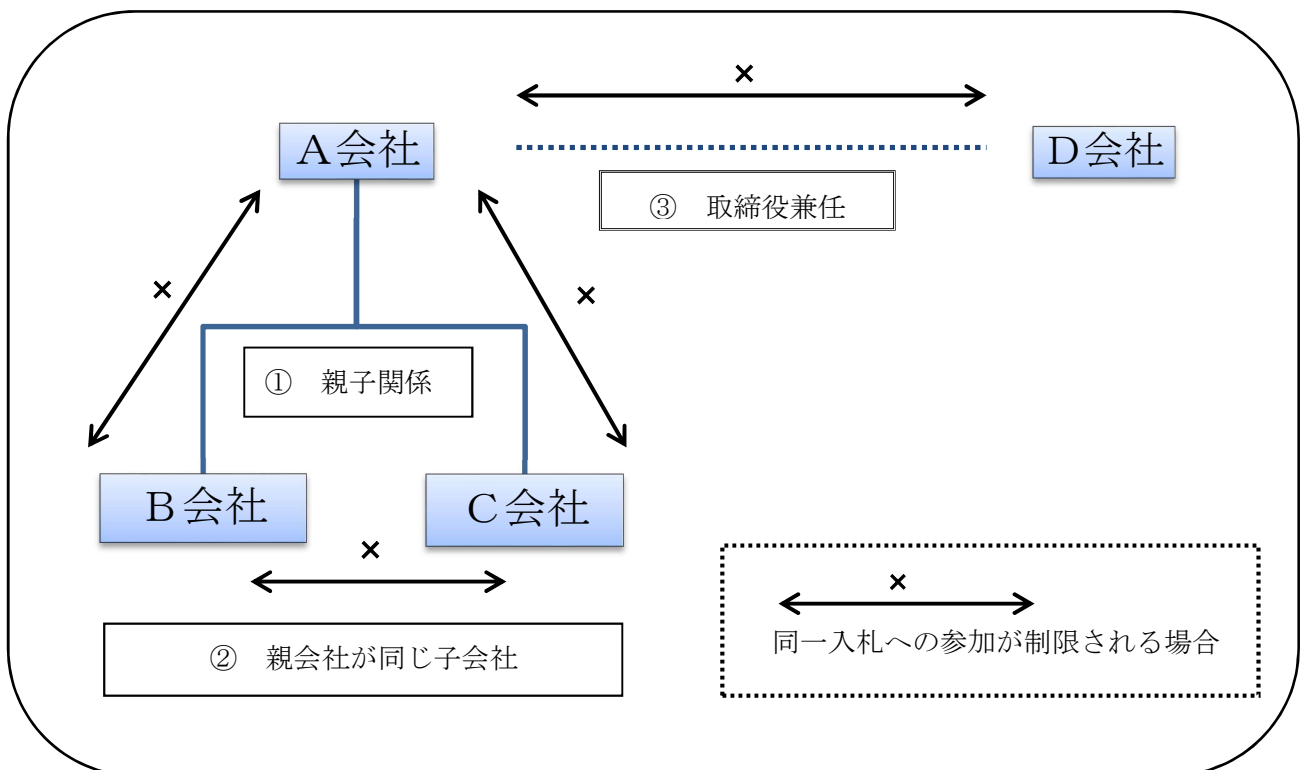 ×
A会社
D会社
③ 取締役兼任
×
×
① 親子関係
B会社
C会社
×
② 親会社が同じ子会社
×
同一入札への参加が制限される場合